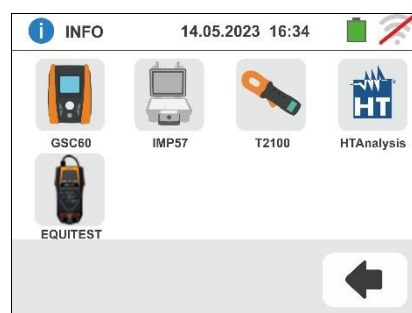 i INFO 14.05.2023 16:34
GSC60 IMP57 T2100 HT HTAnalysis
EQUITEST